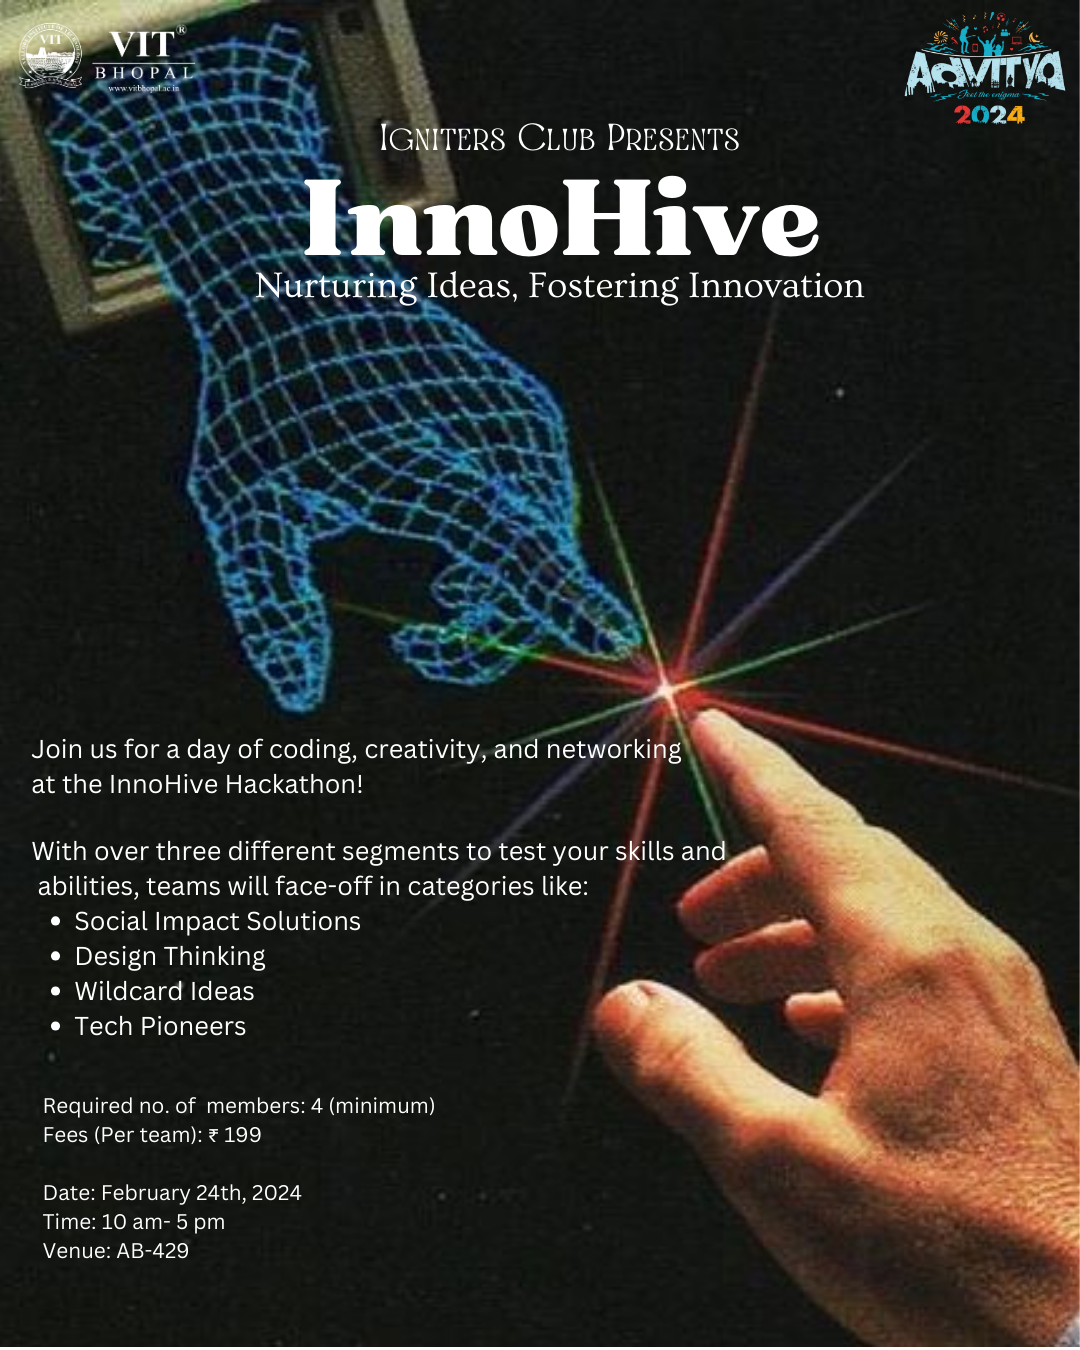 VIT
VIT®
BHOPAL
www.vitbhopal.ac.in
AdVITYA
Feel the enigma
2024
Igniters Club Presents
InnoHive
Nurturing Ideas, Fostering Innovation
Join us for a day of coding, creativity, and networking
at the InnoHive Hackathon!
With over three different segments to test your skills and
abilities, teams will face-off in categories like:
• Social Impact Solutions
• Design Thinking
• Wildcard Ideas
• Tech Pioneers
Required no. of  members: 4 (minimum)
Fees (Per team): ₹ 199
Date: February 24th, 2024
Time: 10 am- 5 pm
Venue: AB-429